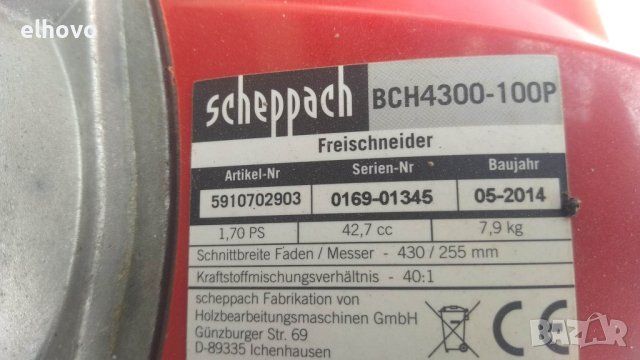 elhovo
scheppach BCH4300-100P
Freischneider
Artikel-Nr Serien-Nr Baujahr
5910702903 0169-01345 05-2014
1,70 PS 42,7 cc 7,9 kg
Schnittbreite Faden / Messer - 430 / 255 mm
Kraftstoffmischungsverhältnis - 40:1
scheppach Fabrikation von
Holzbearbeitungsmaschinen GmbH
Günzburger Str. 69
D-89335 Ichenhausen
CE
bazar.bg